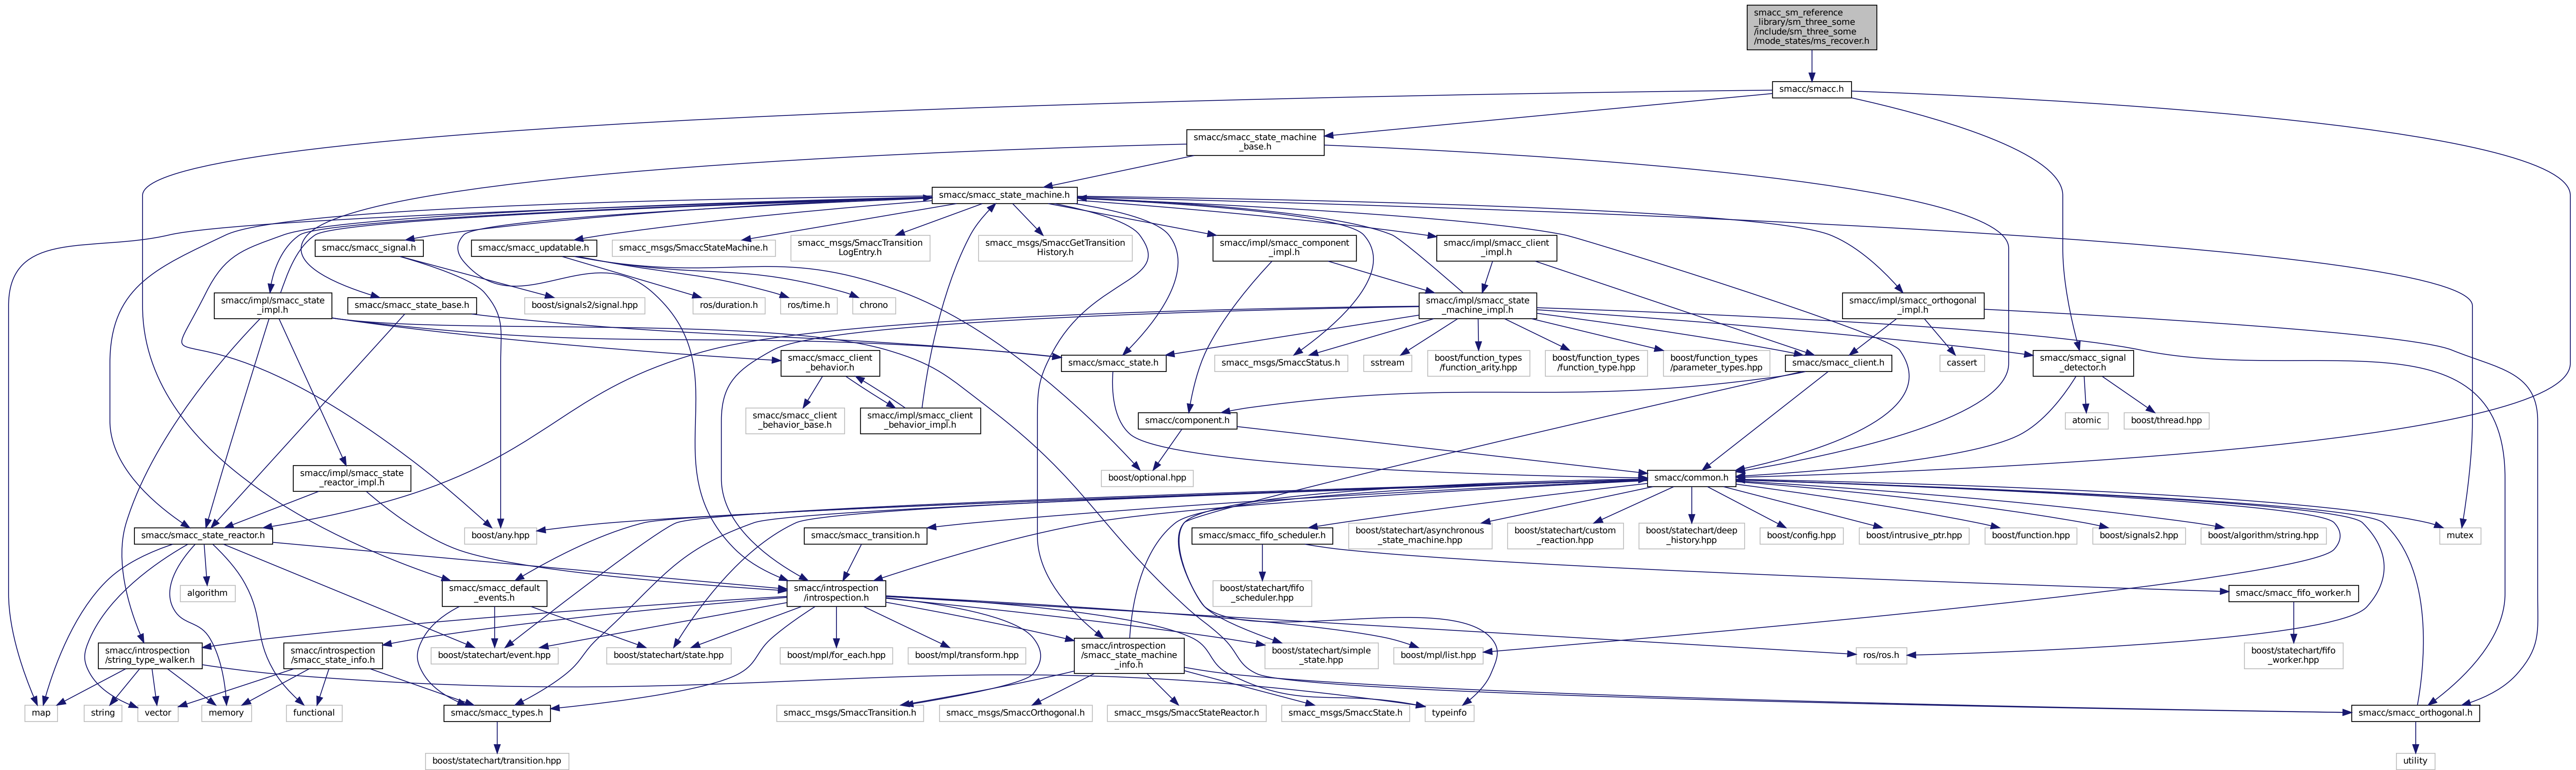 smacc_sm_reference
_library/sm_three_some
/include/sm_three_some
/mode_states/ms_recover.h
smacc/smacc.h
smacc/smacc_state_machine
_base.h
smacc/smacc_state_machine.h
smacc/smacc_signal.h
smacc/smacc_updatable.h
smacc_msgs/SmaccStateMachine.h
smacc_msgs/SmaccTransition
LogEntry.h
smacc_msgs/SmaccGetTransition
History.h
smacc/impl/smacc_component
_impl.h
smacc/impl/smacc_client
_impl.h
smacc/impl/smacc_state
_impl.h
smacc/smacc_state_base.h
boost/signals2/signal.hpp
ros/duration.h
ros/time.h
chrono
smacc/impl/smacc_state
_machine_impl.h
smacc/impl/smacc_orthogonal
_impl.h
smacc/smacc_client
_behavior.h
smacc/smacc_state.h
smacc_msgs/SmaccStatus.h
sstream
boost/function_types
/function_arity.hpp
boost/function_types
/function_type.hpp
boost/function_types
/parameter_types.hpp
smacc/smacc_client.h
cassert
smacc/smacc_signal
_detector.h
smacc/smacc_client
_behavior_base.h
smacc/impl/smacc_client
_behavior_impl.h
smacc/component.h
atomic
boost/thread.hpp
smacc/impl/smacc_state
_reactor_impl.h
boost/optional.hpp
smacc/common.h
smacc/smacc_state_reactor.h
boost/any.hpp
smacc/smacc_transition.h
smacc/smacc_fifo_scheduler.h
boost/statechart/asynchronous
_state_machine.hpp
boost/statechart/custom
_reaction.hpp
boost/statechart/deep
_history.hpp
boost/config.hpp
boost/intrusive_ptr.hpp
boost/function.hpp
boost/signals2.hpp
boost/algorithm/string.hpp
mutex
algorithm
smacc/smacc_default
_events.h
smacc/introspection
/introspection.h
boost/statechart/fifo
_scheduler.hpp
smacc/smacc_fifo_worker.h
smacc/introspection
/string_type_walker.h
smacc/introspection
/smacc_state_info.h
boost/statechart/event.hpp
boost/statechart/state.hpp
boost/mpl/for_each.hpp
boost/mpl/transform.hpp
smacc/introspection
/smacc_state_machine
_info.h
boost/statechart/simple
_state.hpp
boost/mpl/list.hpp
ros/ros.h
boost/statechart/fifo
_worker.hpp
map
string
vector
memory
functional
smacc/smacc_types.h
smacc_msgs/SmaccTransition.h
smacc_msgs/SmaccOrthogonal.h
smacc_msgs/SmaccStateReactor.h
smacc_msgs/SmaccState.h
typeinfo
smacc/smacc_orthogonal.h
boost/statechart/transition.hpp
utility